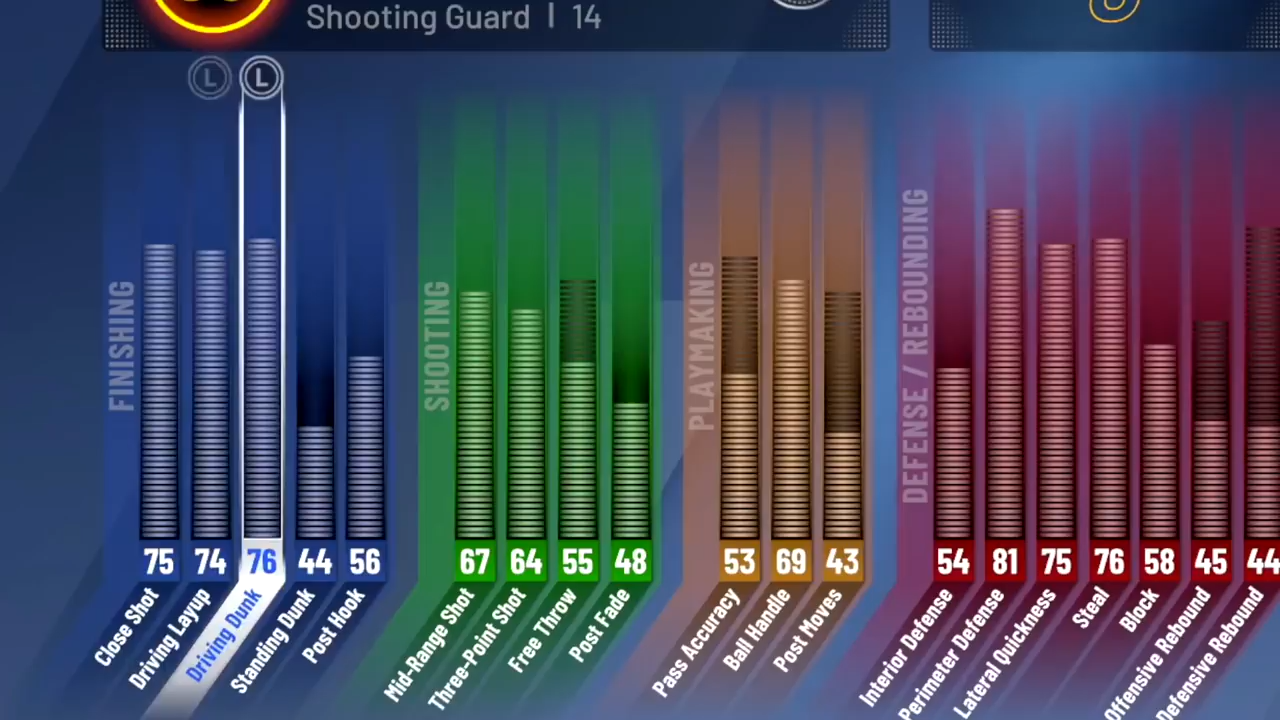 Shooting Guard | 14
L L
FINISHING
SHOOTING
PLAYMAKING
DEFENSE / REBOUNDING
75 74 76 44 56
67 64 55 48
53 69 43
54 81 75 76 58 45 44
Close Shot
Driving Layup
Driving Dunk
Standing Dunk
Post Hook
Mid-Range Shot
Three-Point Shot
Free Throw
Post Fade
Pass Accuracy
Ball Handle
Post Moves
Interior Defense
Perimeter Defense
Lateral Quickness
Steal
Block
Offensive Rebound
Defensive Rebound